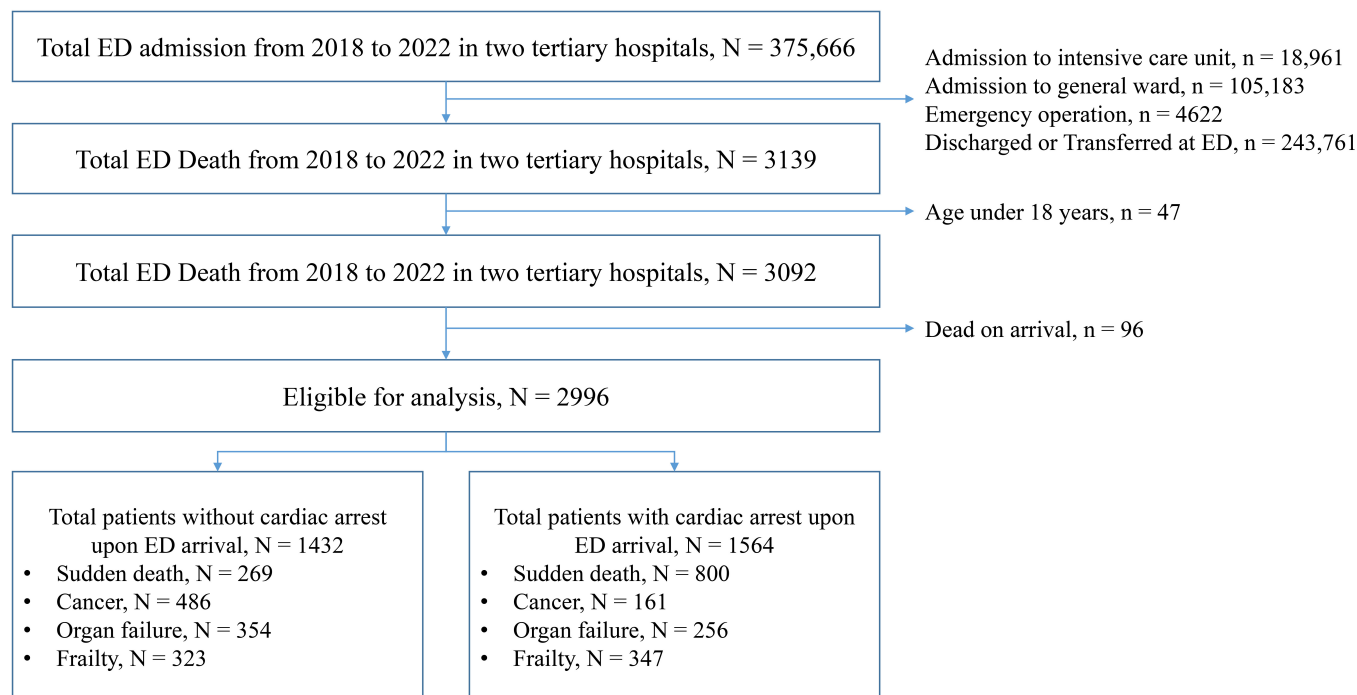 Total ED admission from 2018 to 2022 in two tertiary hospitals, N = 375,666
Admission to intensive care unit, n = 18,961
Admission to general ward, n = 105,183
Emergency operation, n = 4622
Discharged or Transferred at ED, n = 243,761
Total ED Death from 2018 to 2022 in two tertiary hospitals, N = 3139
Age under 18 years, n = 47
Total ED Death from 2018 to 2022 in two tertiary hospitals, N = 3092
Dead on arrival, n = 96
Eligible for analysis, N = 2996
Total patients without cardiac arrest
upon ED arrival, N = 1432
• Sudden death, N = 269
• Cancer, N = 486
• Organ failure, N = 354
• Frailty, N = 323
Total patients with cardiac arrest upon
ED arrival, N = 1564
• Sudden death, N = 800
• Cancer, N = 161
• Organ failure, N = 256
• Frailty, N = 347